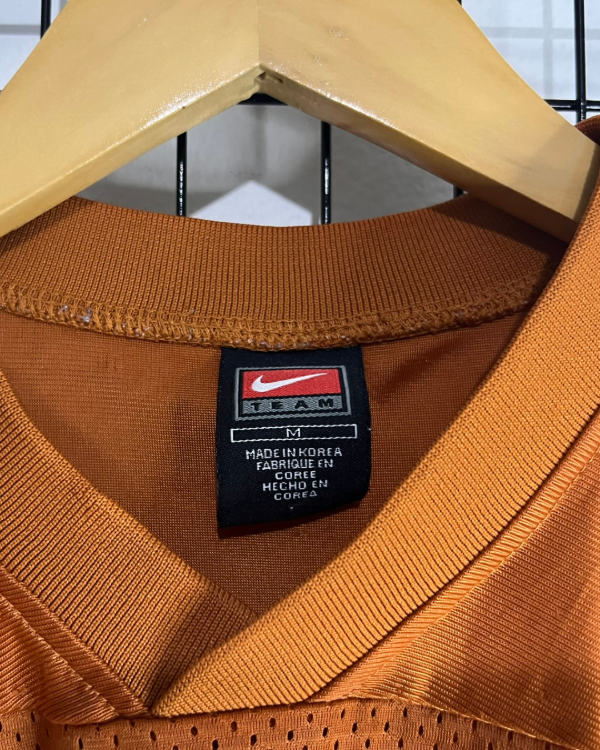 TEAM
M
MADE IN KOREA
FABRIQUE EN
COREE
HECHO EN
COREA